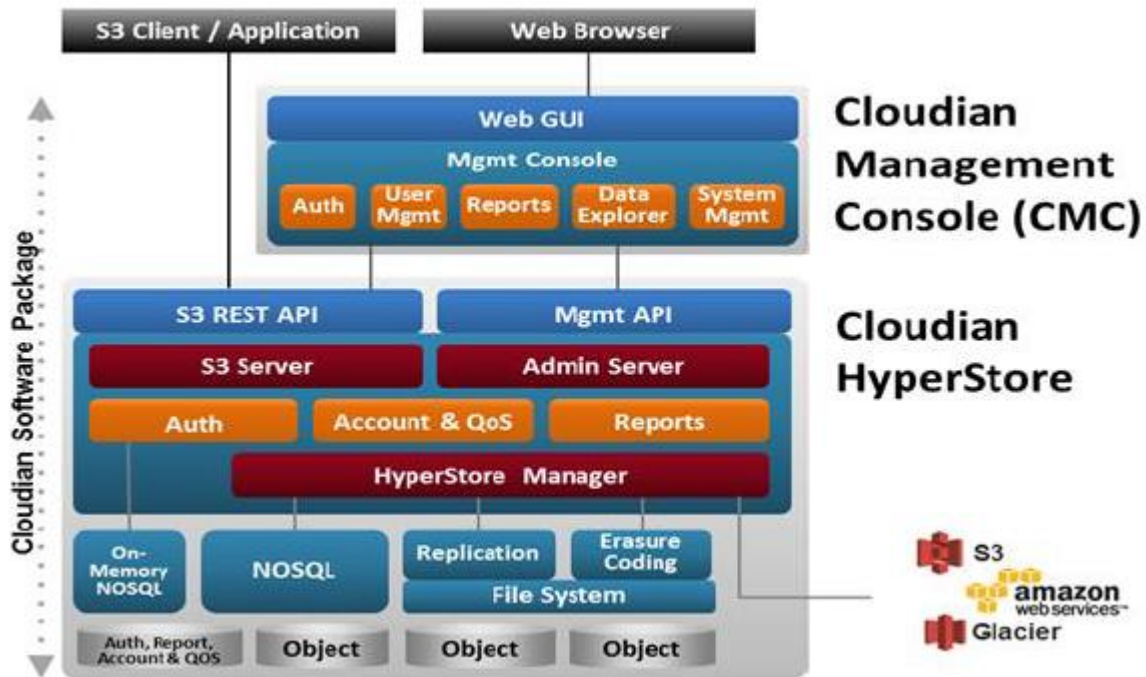 S3 Client / Application
Web Browser
Web GUI
Mgmt Console
Auth
User
Mgmt
Reports
Data
Explorer
System
Mgmt
Cloudian
Management
Console (CMC)
Cloudian Software Package
S3 REST API
Mgmt API
S3 Server
Admin Server
Auth
Account & QoS
Reports
HyperStore Manager
Cloudian
HyperStore
On-
Memory
NOSQL
NOSQL
Replication
Erasure
Coding
File System
Auth, Report,
Account & QOS
Object
Object
Object
S3
amazon
web services™
Glacier